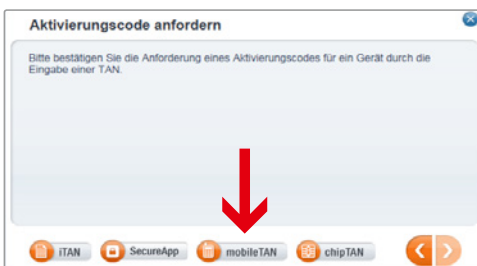 Aktivierungscode anfordern
Bitte bestätigen Sie die Anforderung eines Aktivierungscodes für ein Gerät durch die
Eingabe einer TAN.
iTAN SecureApp mobileTAN chipTAN